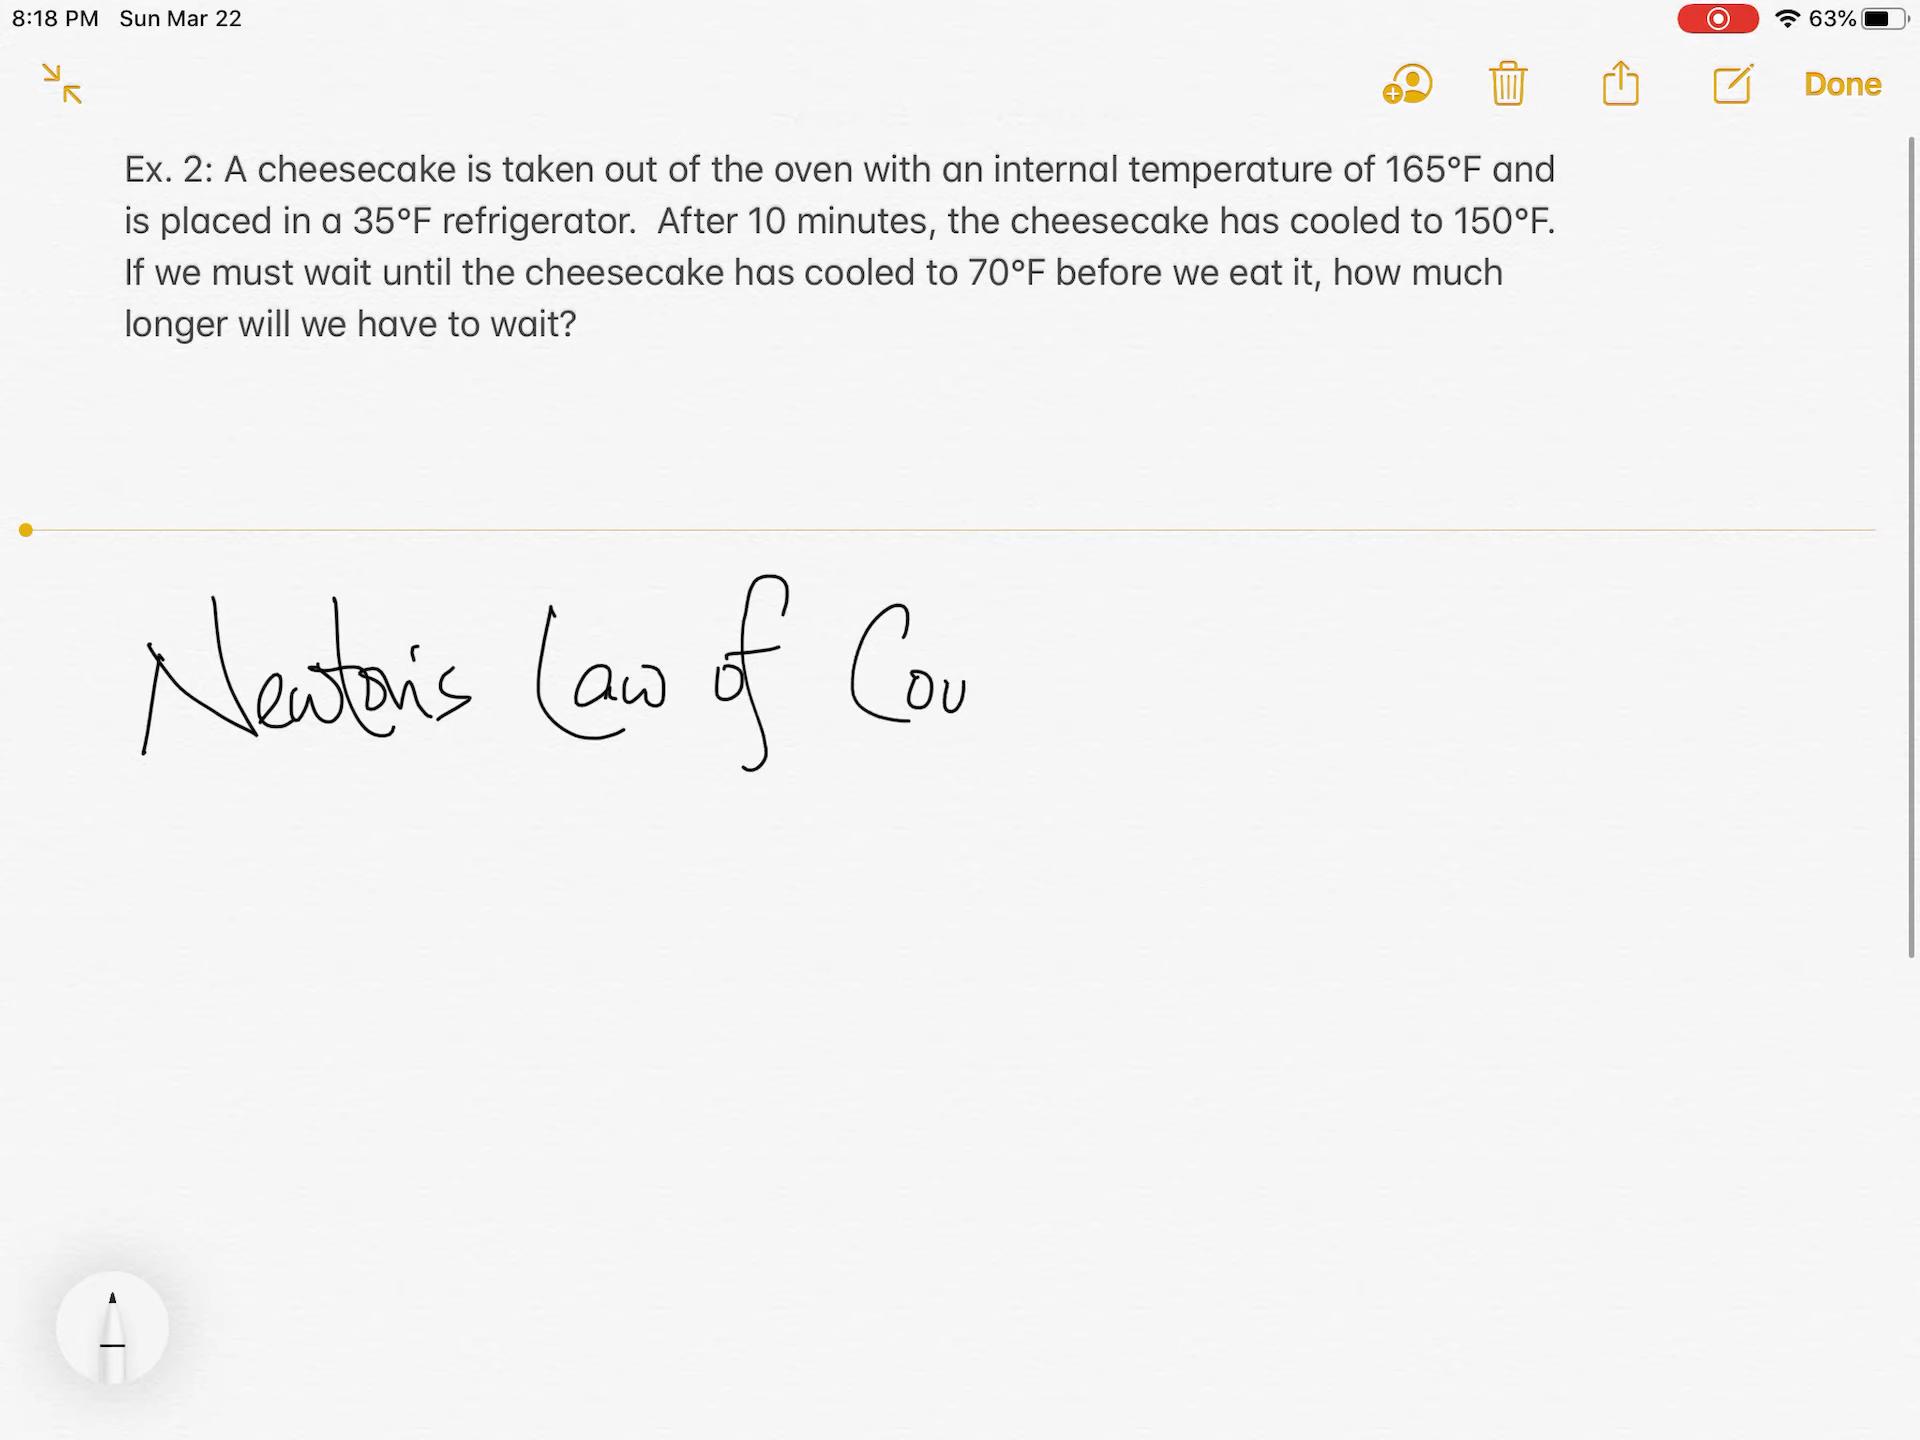 8:18 PM Sun Mar 22 63%
Done
Ex. 2: A cheesecake is taken out of the oven with an internal temperature of 165°F and
is placed in a 35°F refrigerator. After 10 minutes, the cheesecake has cooled to 150°F.
If we must wait until the cheesecake has cooled to 70°F before we eat it, how much
longer will we have to wait?
Newton's Law of Cou